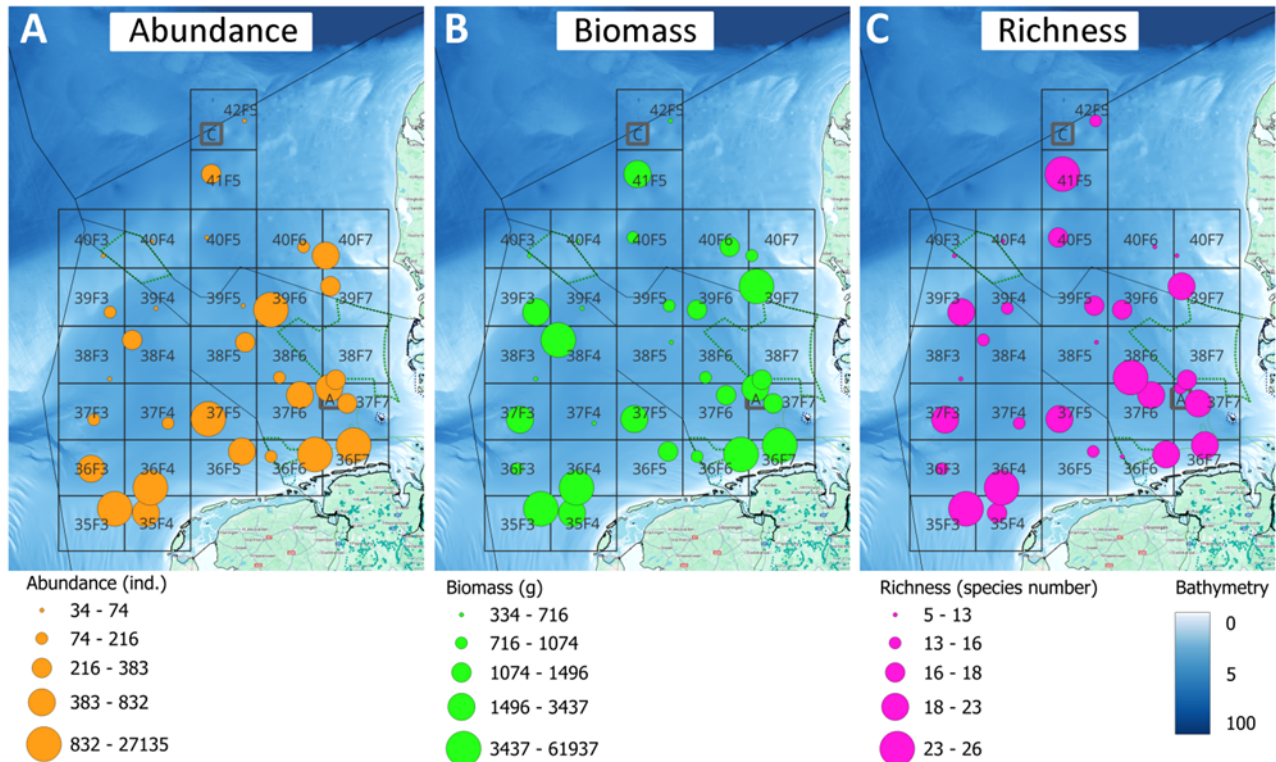 A Abundance
42F5
C
41F5
40F3 40F4 40F5 40F6 40F7
39F3 39F4 39F5 39F6 39F7
38F3 38F4 38F5 38F6 38F7
A
37F3 37F4 37F5 37F6 37F7
36F3 36F4 36F5 36F6 36F7
35F3 35F4
Abundance (ind.)
34 - 74
74 - 216
216 - 383
383 - 832
832 - 27135
B Biomass
42F5
C
41F5
40F3 40F4 40F5 40F6 40F7
39F3 39F4 39F5 39F6 39F7
38F3 38F4 38F5 38F6 38F7
A
37F3 37F4 37F5 37F6 37F7
36F3 36F4 36F5 36F6 36F7
35F3 35F4
Biomass (g)
334 - 716
716 - 1074
1074 - 1496
1496 - 3437
3437 - 61937
C Richness
42F5
C
41F5
40F3 40F4 40F5 40F6 40F7
39F3 39F4 39F5 39F6 39F7
38F3 38F4 38F5 38F6 38F7
A
37F3 37F4 37F5 37F6 37F7
36F3 36F4 36F5 36F6 36F7
35F3 35F4
Richness (species number)
5 - 13
13 - 16
16 - 18
18 - 23
23 - 26
Bathymetry
0
5
100